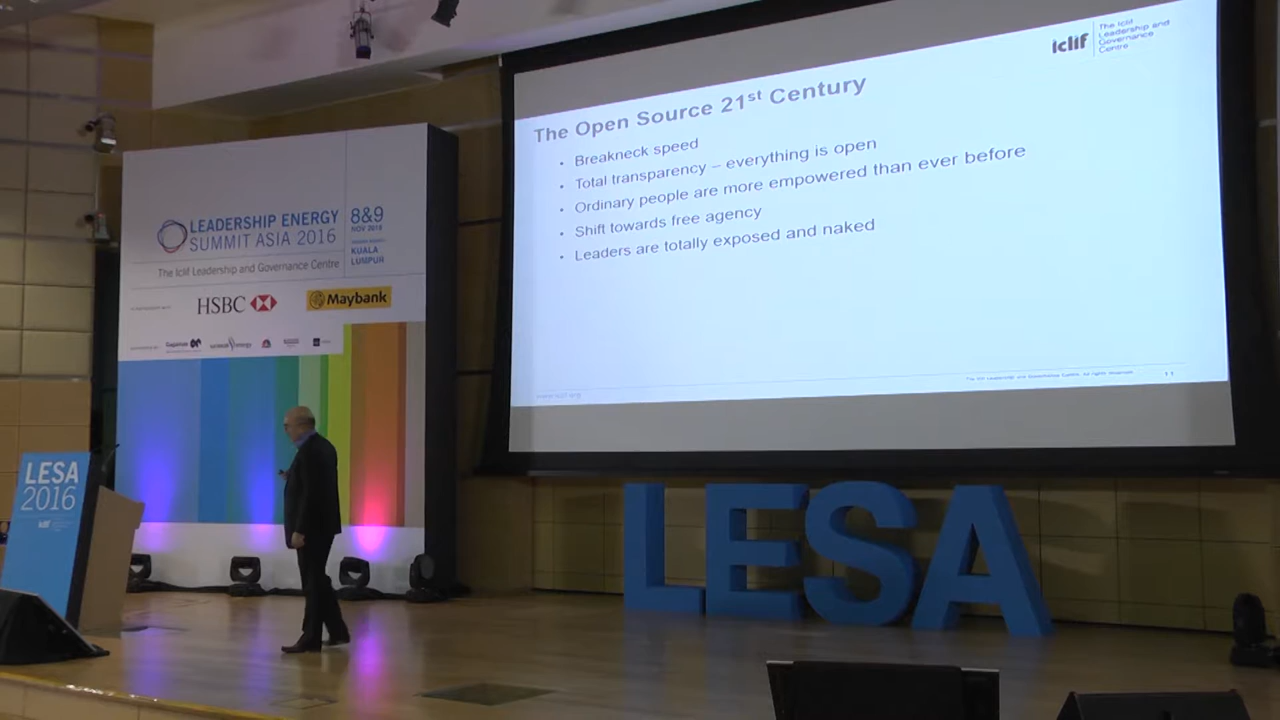 iclif
The Iclif
Leadership and
Governance
Centre
The Open Source 21st Century
• Breakneck speed
• Total transparency – everything is open
• Ordinary people are more empowered than ever before
• Shift towards free agency
• Leaders are totally exposed and naked
11
LEADERSHIP ENERGY
SUMMIT ASIA 2016
The Iclif Leadership and Governance Centre
8&9
NOV 2016
KUALA
LUMPUR
HSBC
Maybank
LESA
2016
iclif
LESA